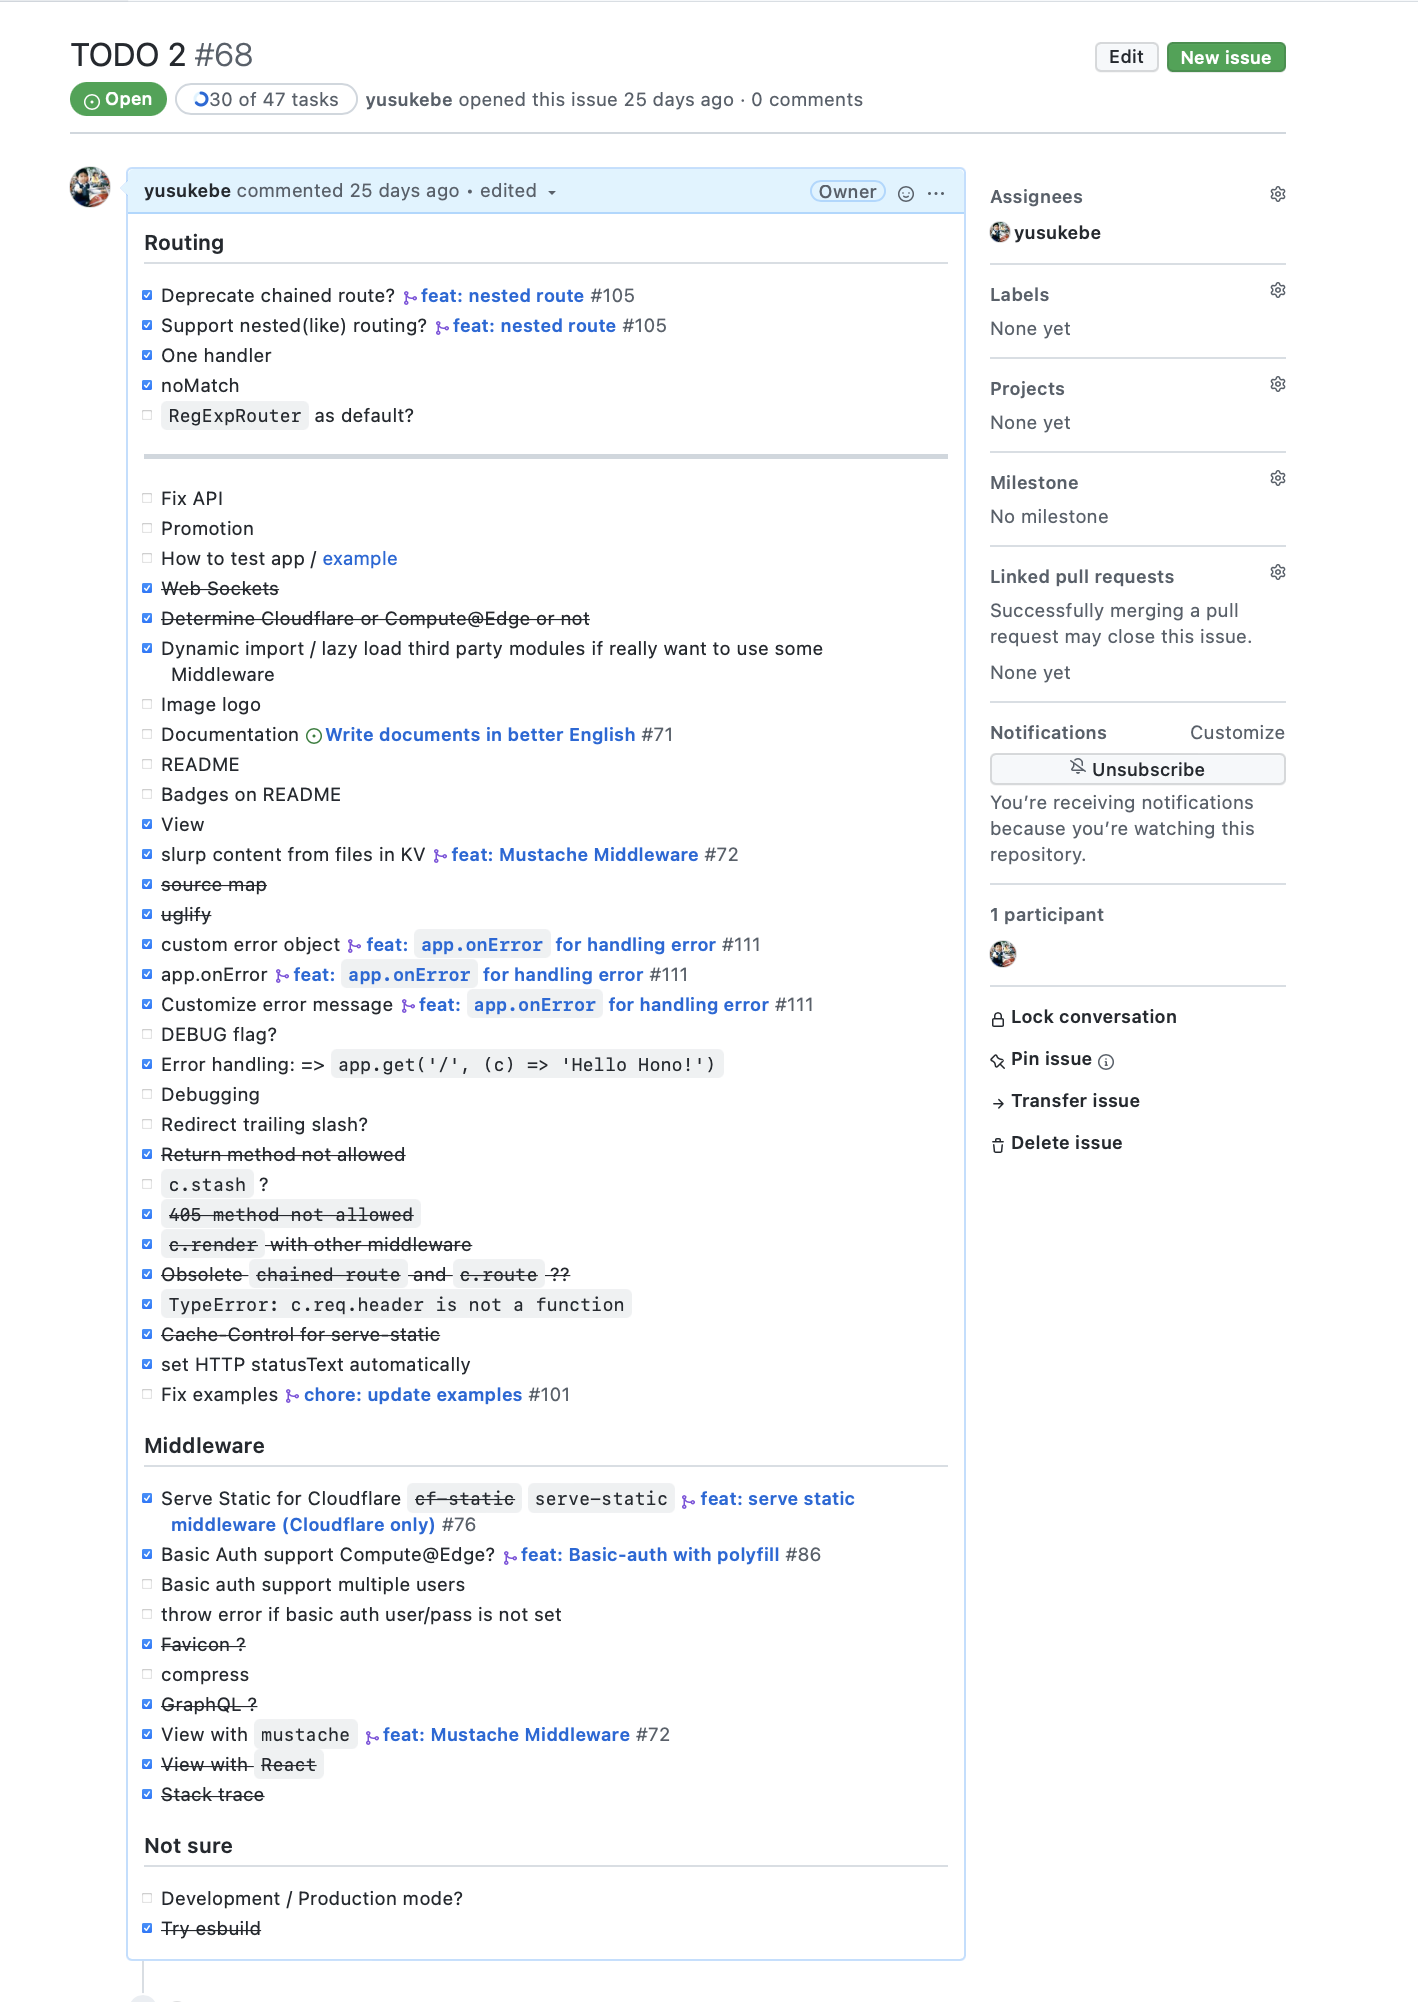 TODO 2 #68
Edit
New issue
Open
30 of 47 tasks
yusukebe opened this issue 25 days ago · 0 comments
yusukebe commented 25 days ago • edited
Owner
Routing
Deprecate chained route? feat: nested route #105
Support nested(like) routing? feat: nested route #105
One handler
noMatch
RegExpRouter as default?
Fix API
Promotion
How to test app / example
Web Sockets
Determine Cloudflare or Compute@Edge or not
Dynamic import / lazy load third party modules if really want to use some
Middleware
Image logo
Documentation Write documents in better English #71
README
Badges on README
View
slurp content from files in KV feat: Mustache Middleware #72
source map
uglify
custom error object feat: app.onError for handling error #111
app.onError feat: app.onError for handling error #111
Customize error message feat: app.onError for handling error #111
DEBUG flag?
Error handling: => app.get('/', (c) => 'Hello Hono!')
Debugging
Redirect trailing slash?
Return method not allowed
c.stash ?
405 method not allowed
c.render with other middleware
Obsolete chained route and c.route ??
TypeError: c.req.header is not a function
Cache-Control for serve-static
set HTTP statusText automatically
Fix examples chore: update examples #101
Middleware
Serve Static for Cloudflare cf-static serve-static feat: serve static
middleware (Cloudflare only) #76
Basic Auth support Compute@Edge? feat: Basic-auth with polyfill #86
Basic auth support multiple users
throw error if basic auth user/pass is not set
Favicon ?
compress
GraphQL ?
View with mustache feat: Mustache Middleware #72
View with React
Stack trace
Not sure
Development / Production mode?
Try esbuild
Assignees
yusukebe
Labels
None yet
Projects
None yet
Milestone
No milestone
Linked pull requests
Successfully merging a pull
request may close this issue.
None yet
Notifications
Customize
Unsubscribe
You're receiving notifications
because you're watching this
repository.
1 participant
Lock conversation
Pin issue
Transfer issue
Delete issue